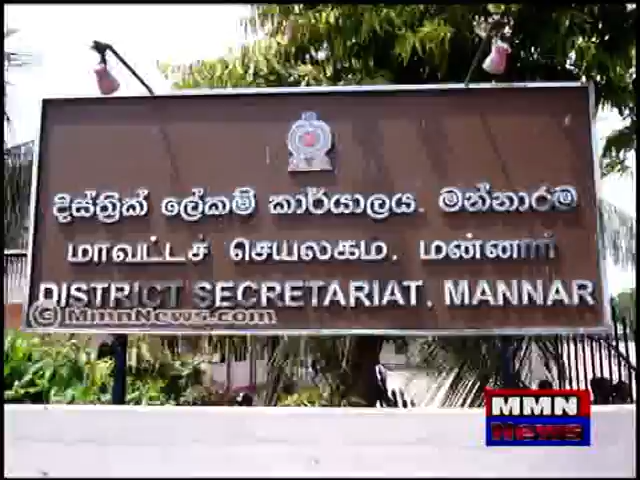 දිස්ත්‍රික් ලේකම් කාර්යාලය. මන්නාරම
மாவட்டச் செயலகம். மன்னார்
DISTRICT SECRETARIAT. MANNAR
© MmnNews.com
MMN
News